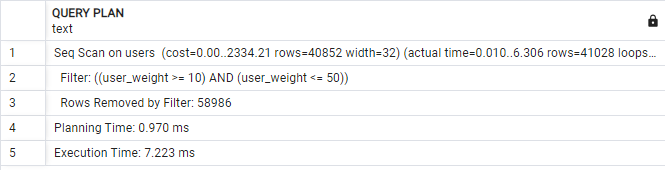 QUERY PLAN
text
1 Seq Scan on users (cost=0.00..2334.21 rows=40852 width=32) (actual time=0.010..6.306 rows=41028 loops...
2 Filter: ((user_weight >= 10) AND (user_weight <= 50))
3 Rows Removed by Filter: 58986
4 Planning Time: 0.970 ms
5 Execution Time: 7.223 ms